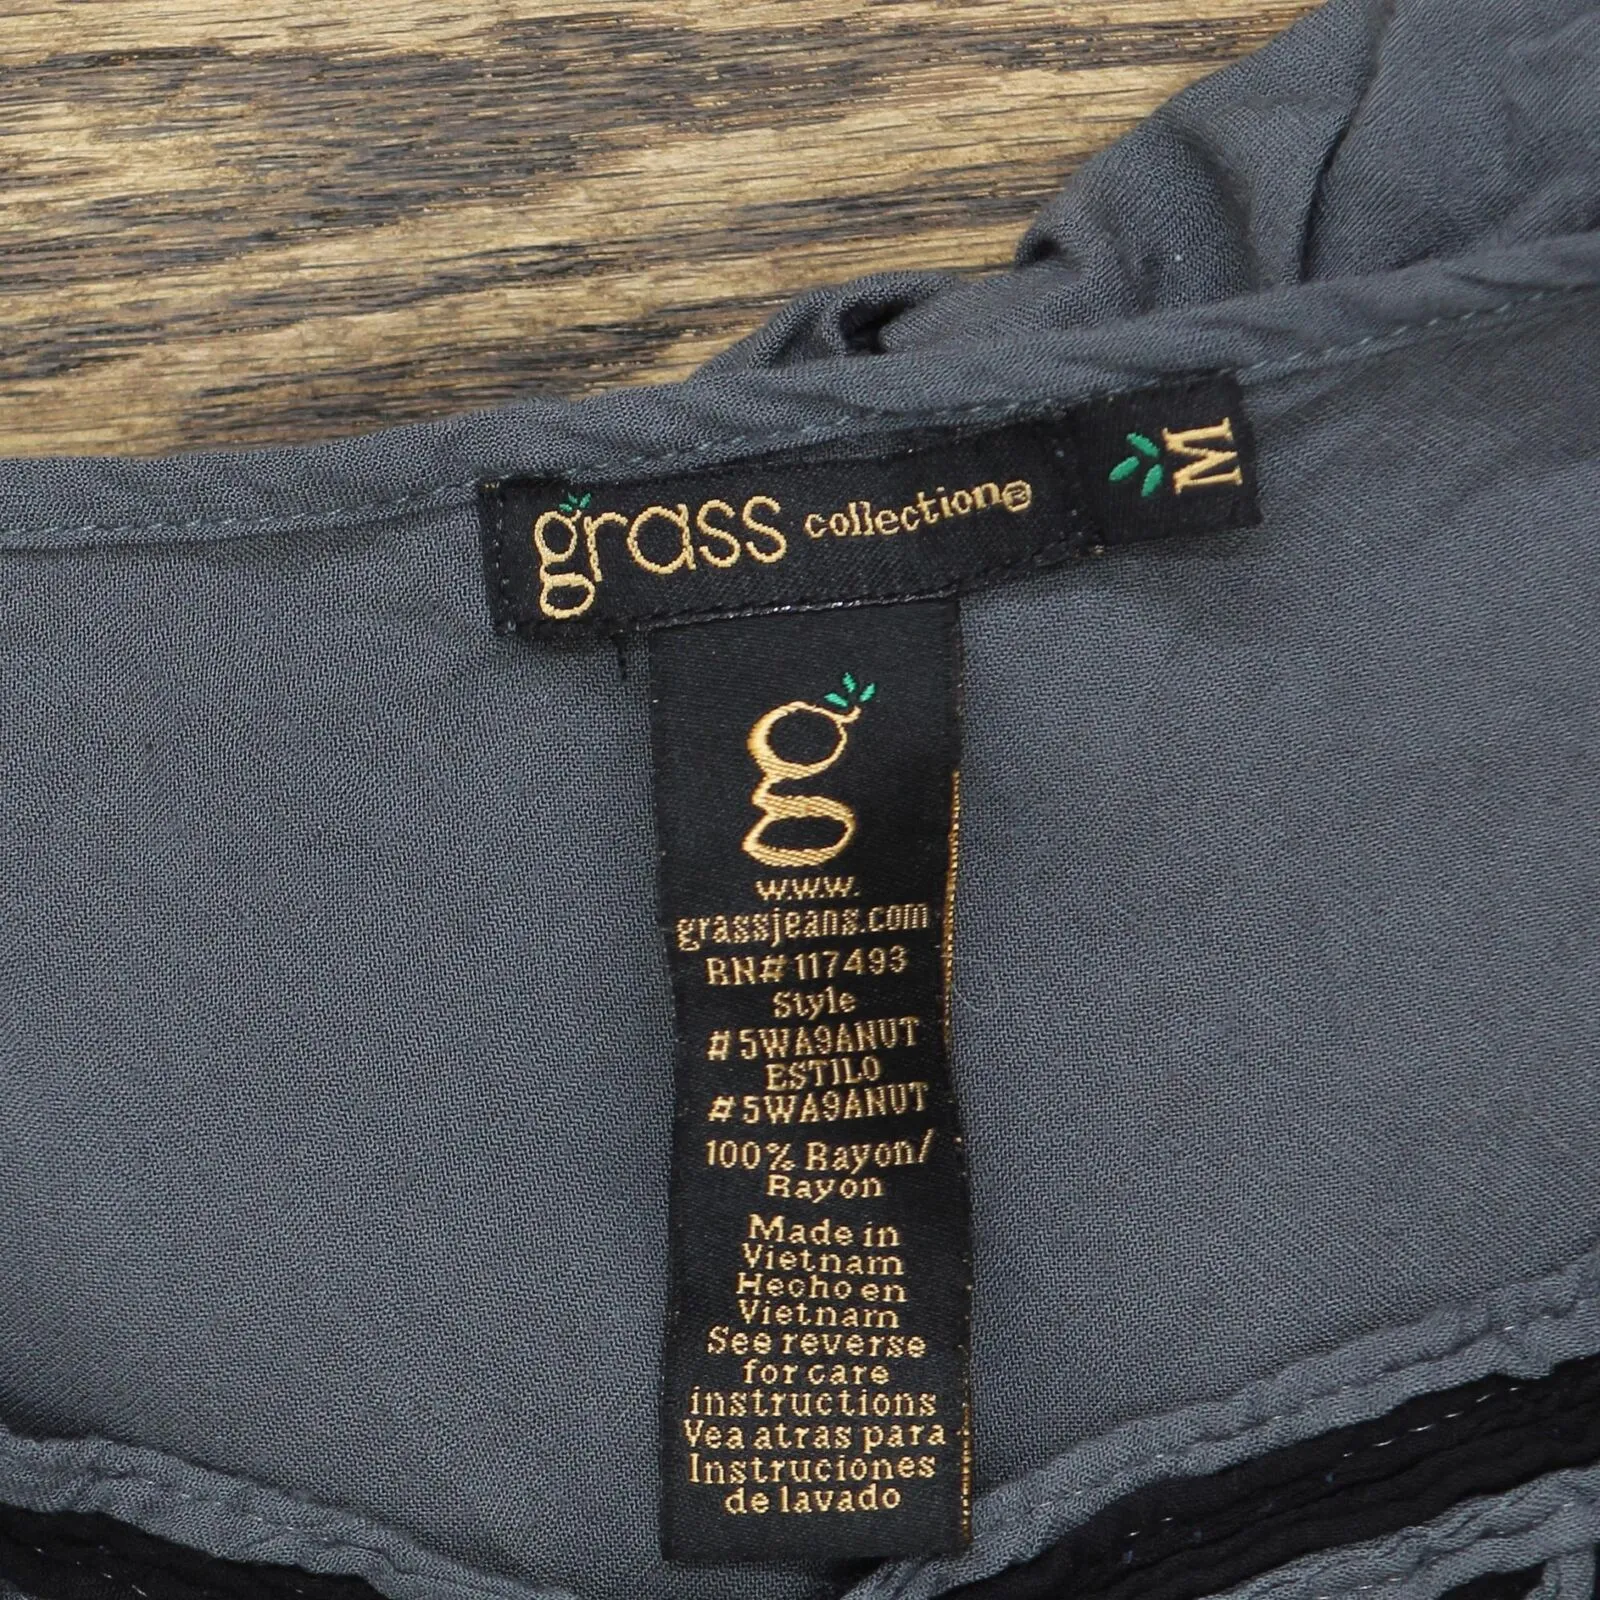 grass collection®
M
g
www.
grassjeans.com
RN# 117493
Style
# 5WA9ANUT
ESTILO
# 5WA9ANUT
100% Rayon/
Rayon
Made in
Vietnam
Hecho en
Vietnam
See reverse
for care
instructions
Vea atras para
Instruciones
de lavado